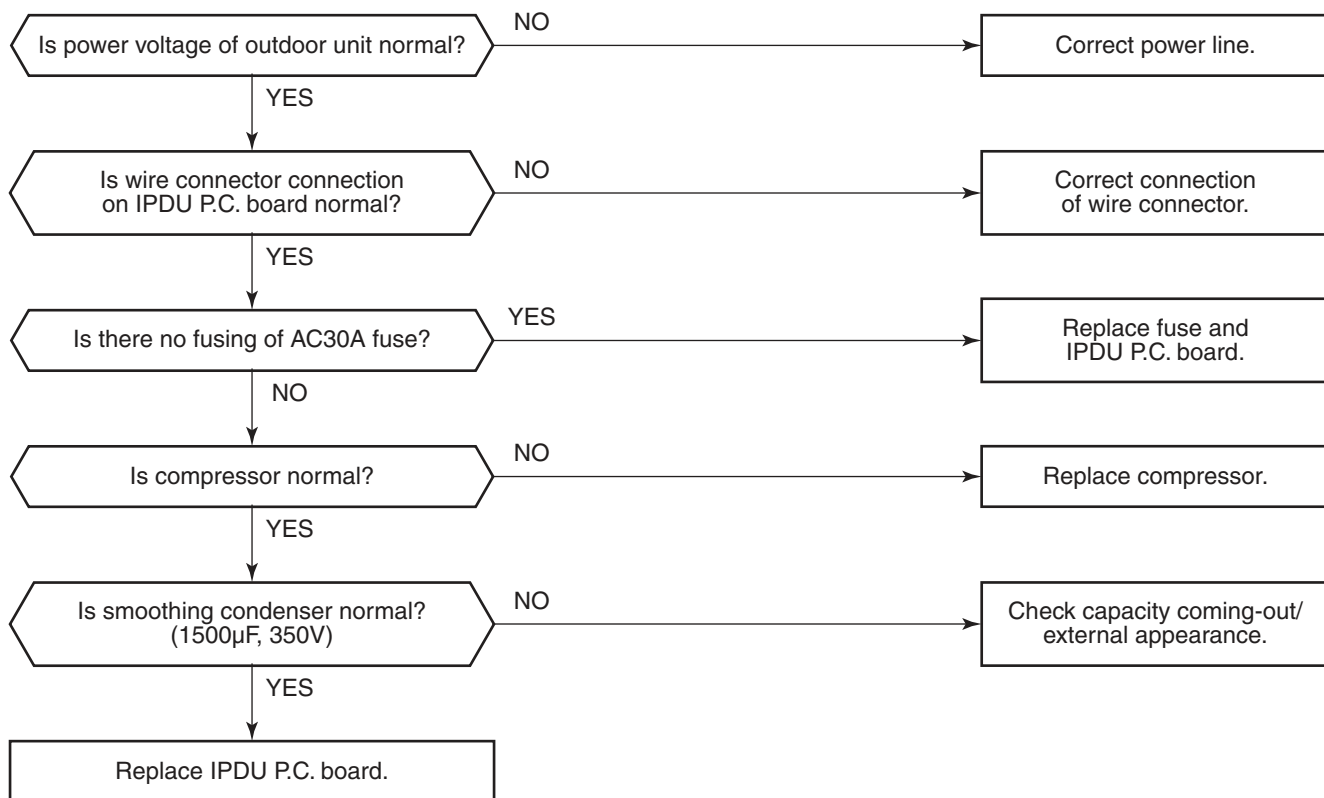 Is power voltage of outdoor unit normal?
NO
Correct power line.
YES
Is wire connector connection
on IPDU P.C. board normal?
NO
Correct connection
of wire connector.
YES
Is there no fusing of AC30A fuse?
YES
Replace fuse and
IPDU P.C. board.
NO
Is compressor normal?
NO
Replace compressor.
YES
Is smoothing condenser normal?
(1500µF, 350V)
NO
Check capacity coming-out/
external appearance.
YES
Replace IPDU P.C. board.